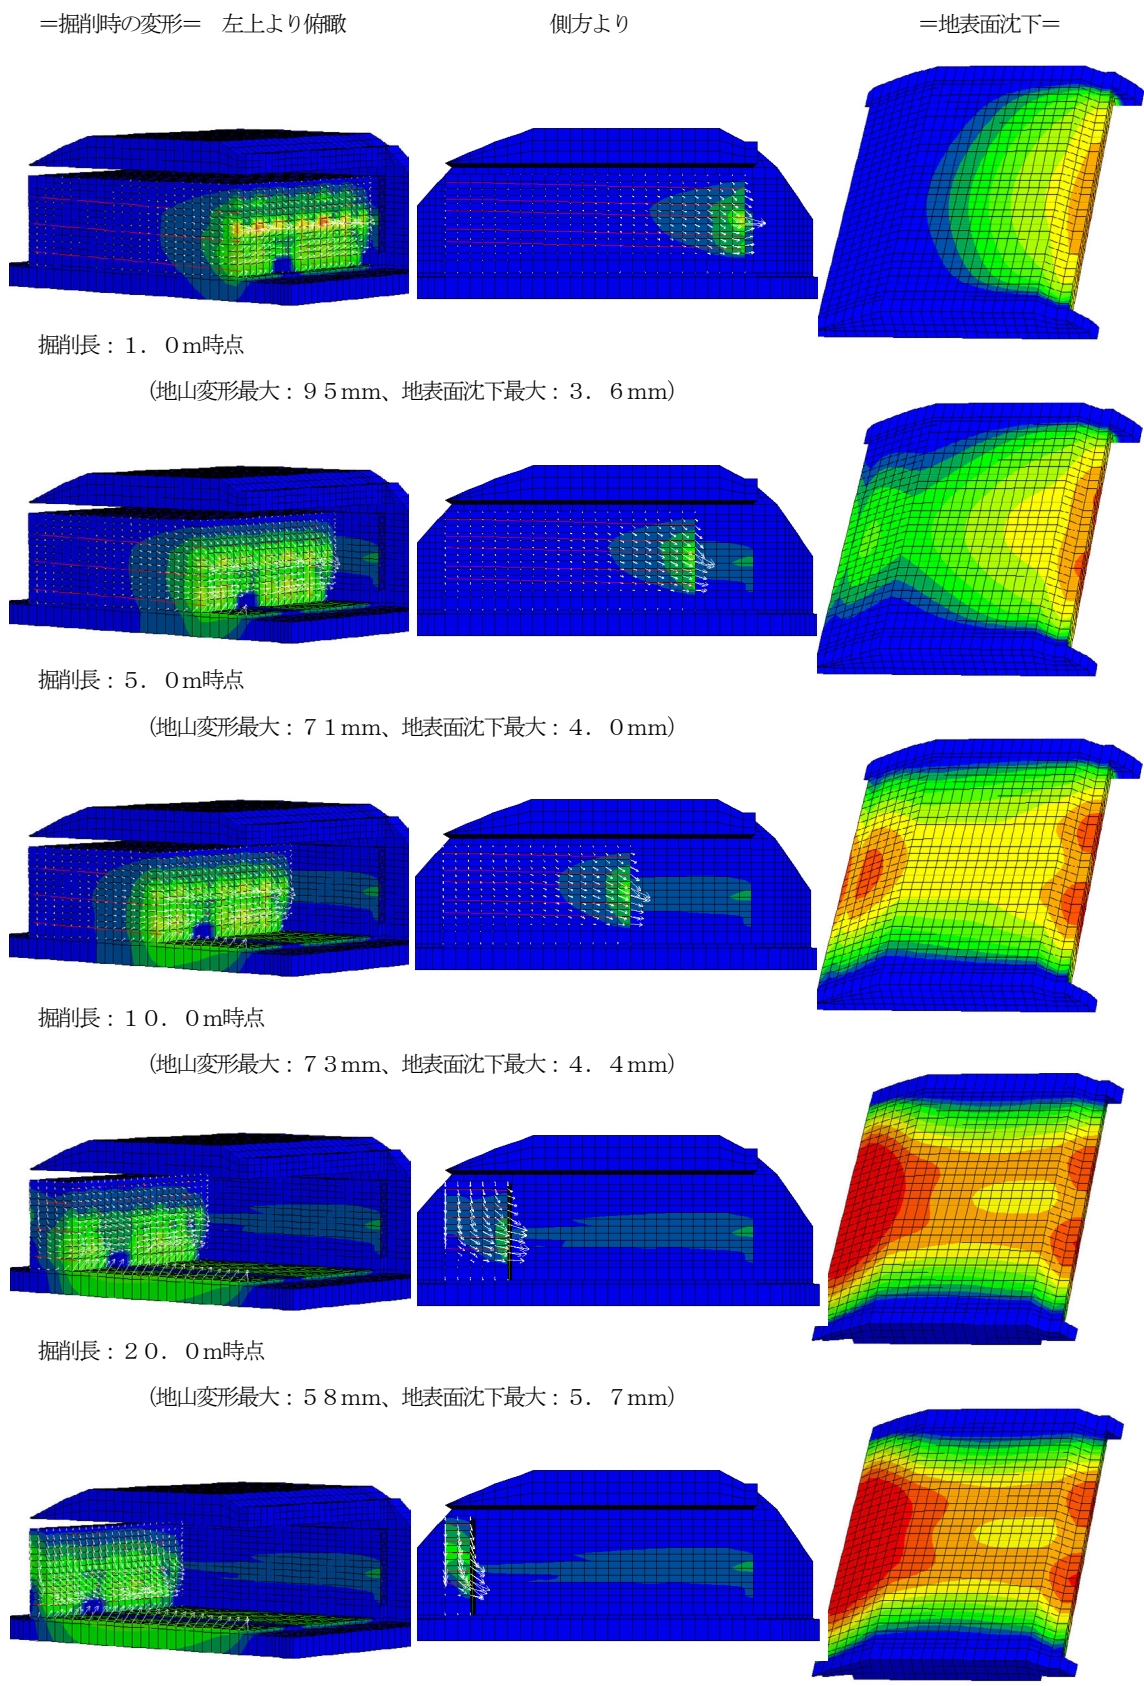 ＝掘削時の変形＝　左上より俯瞰　側方より　＝地表面沈下＝
掘削長：１．０m時点
（地山変形最大：９５mm、地表面沈下最大：３．６mm）
掘削長：５．０m時点
（地山変形最大：７１mm、地表面沈下最大：４．０mm）
掘削長：１０．０m時点
（地山変形最大：７３mm、地表面沈下最大：４．４mm）
掘削長：２０．０m時点
（地山変形最大：５８mm、地表面沈下最大：５．７mm）